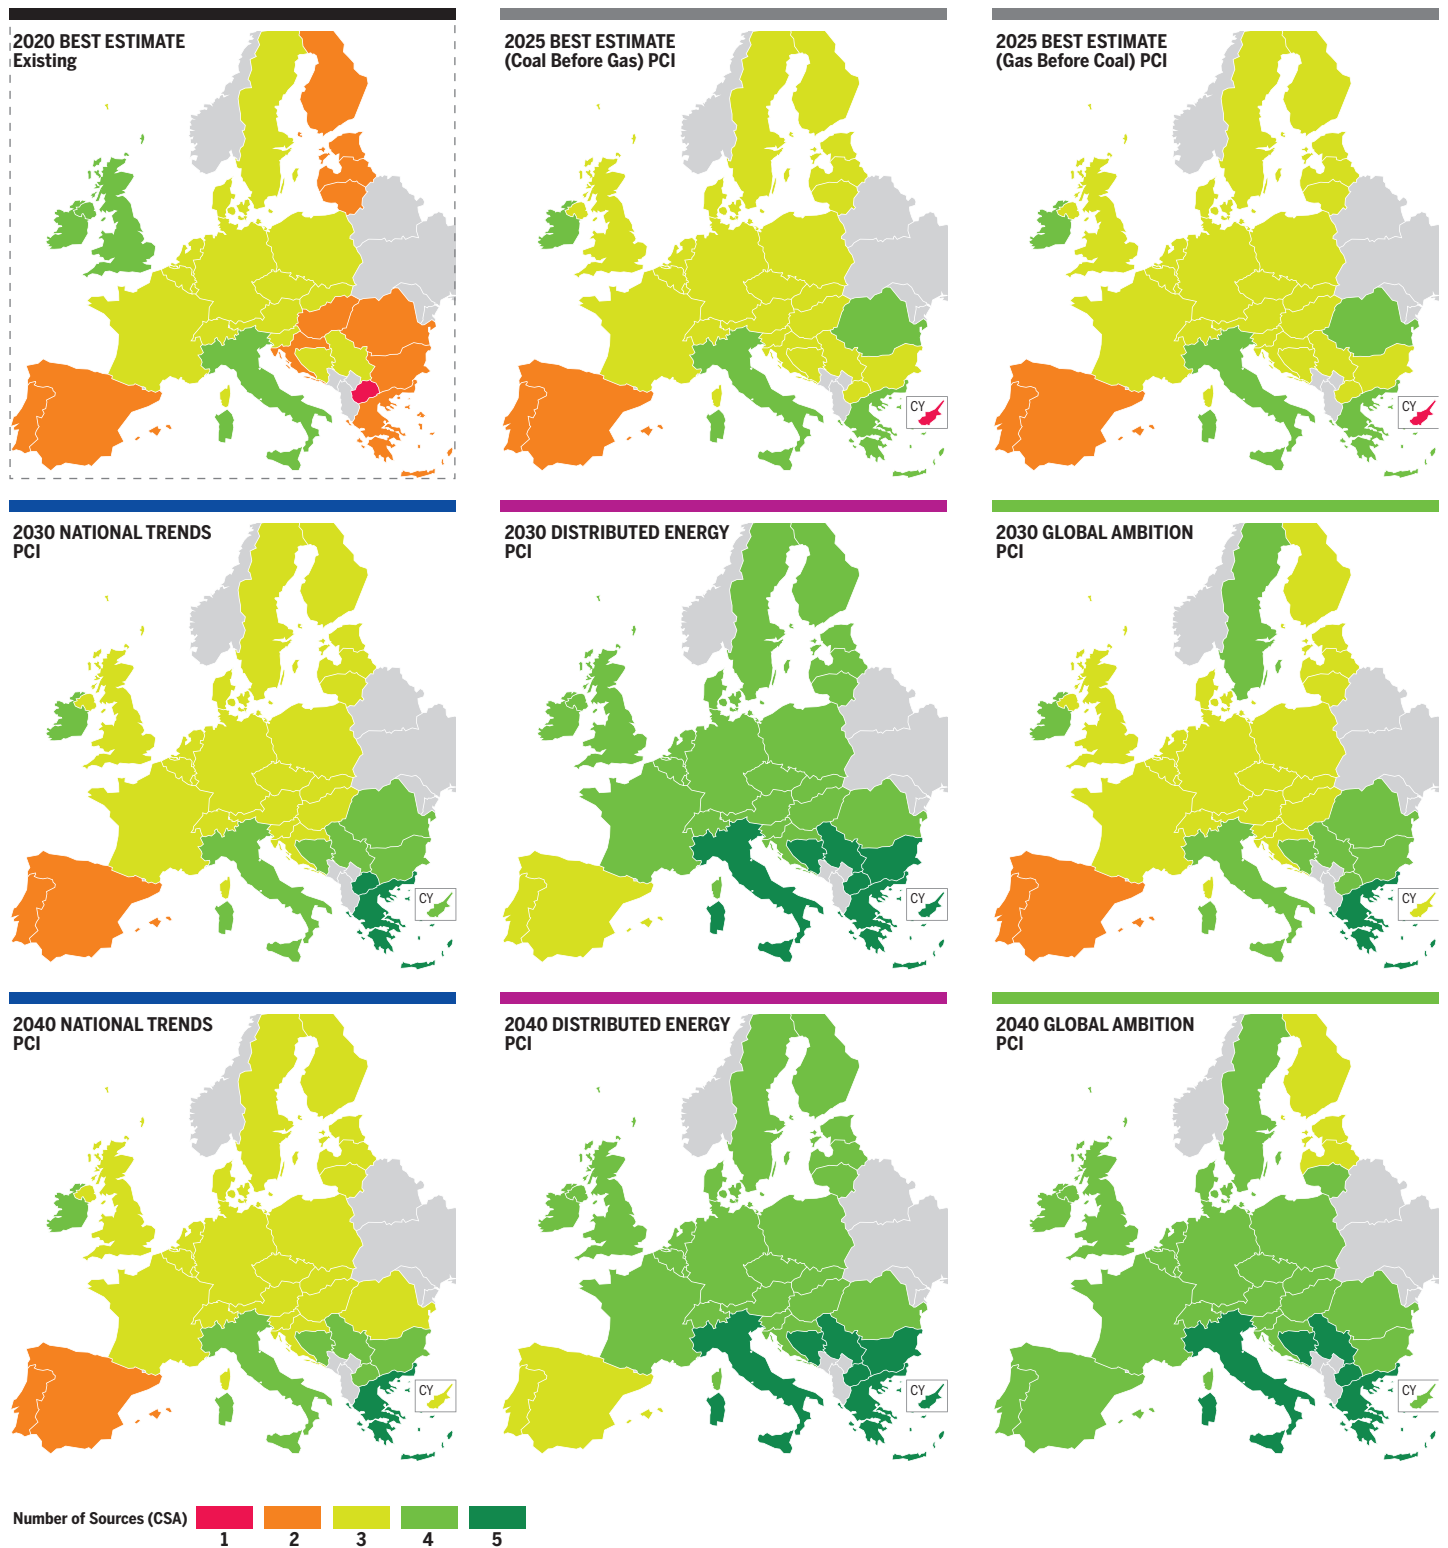 2020 BEST ESTIMATE
Existing
2025 BEST ESTIMATE
(Coal Before Gas) PCI
2025 BEST ESTIMATE
(Gas Before Coal) PCI
CY
CY
2030 NATIONAL TRENDS
PCI
2030 DISTRIBUTED ENERGY
PCI
2030 GLOBAL AMBITION
PCI
CY
CY
CY
2040 NATIONAL TRENDS
PCI
2040 DISTRIBUTED ENERGY
PCI
2040 GLOBAL AMBITION
PCI
CY
CY
CY
Number of Sources (CSA)
1 2 3 4 5